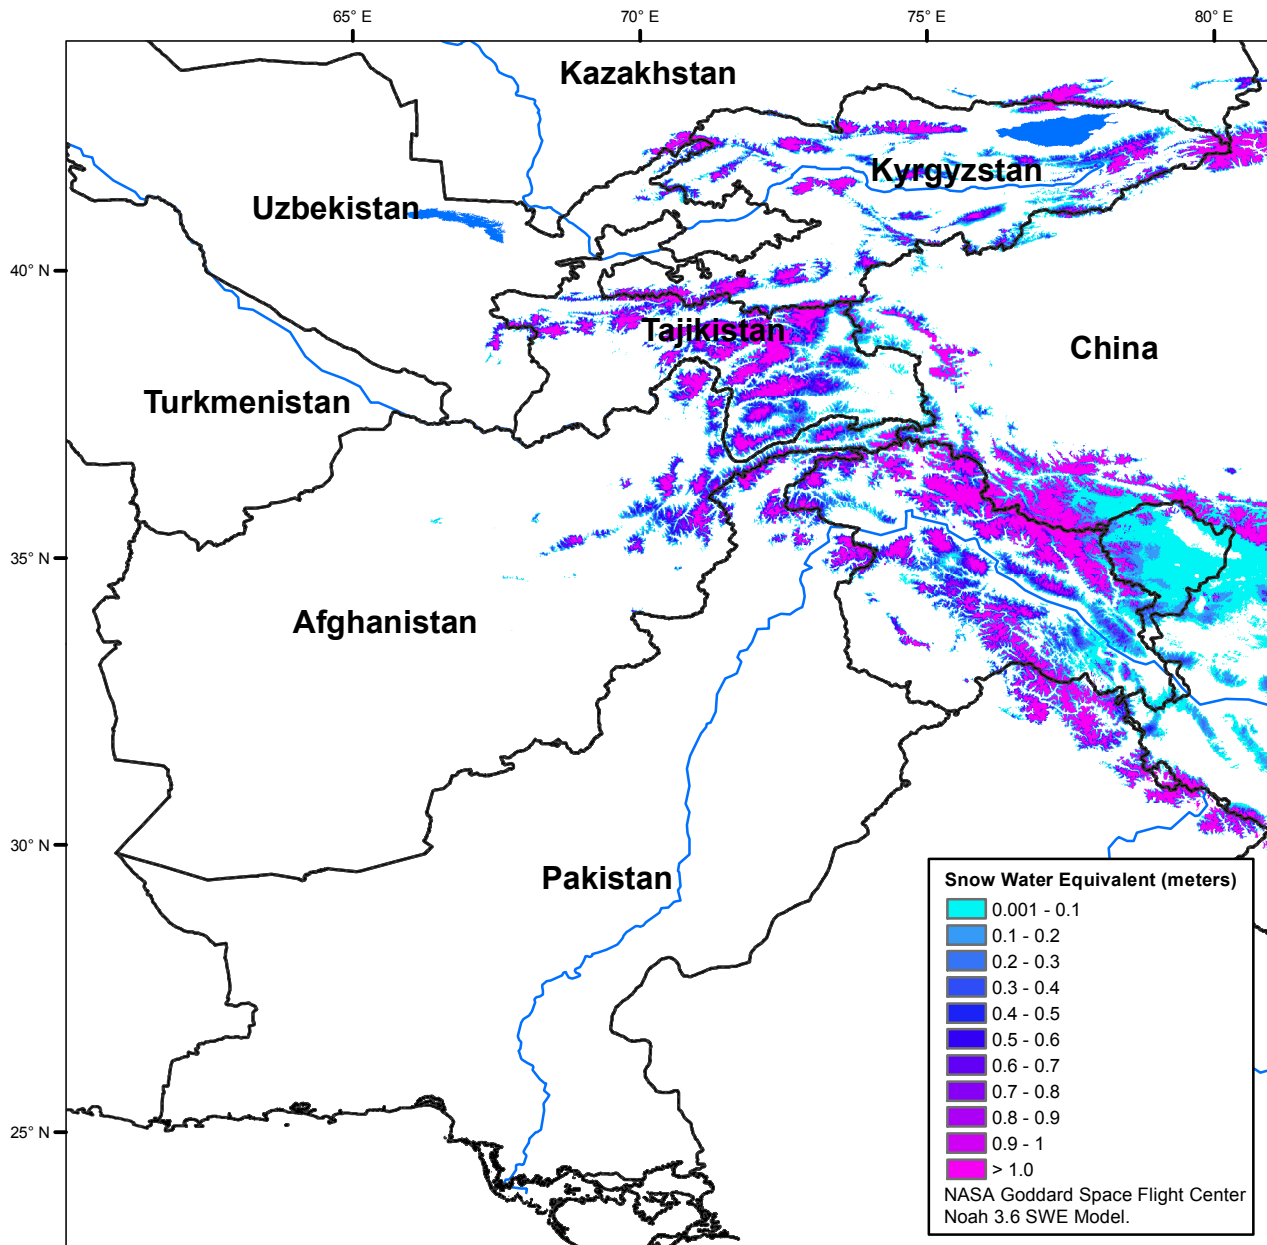 65° E
70° E
75° E
80° E
Kazakhstan
Kyrgyzstan
Uzbekistan
40° N
Tajikistan
China
Turkmenistan
35° N
Afghanistan
30° N
Pakistan
25° N
Snow Water Equivalent (meters)
0.001 - 0.1
0.1 - 0.2
0.2 - 0.3
0.3 - 0.4
0.4 - 0.5
0.5 - 0.6
0.6 - 0.7
0.7 - 0.8
0.8 - 0.9
0.9 - 1
> 1.0
NASA Goddard Space Flight Center
Noah 3.6 SWE Model.